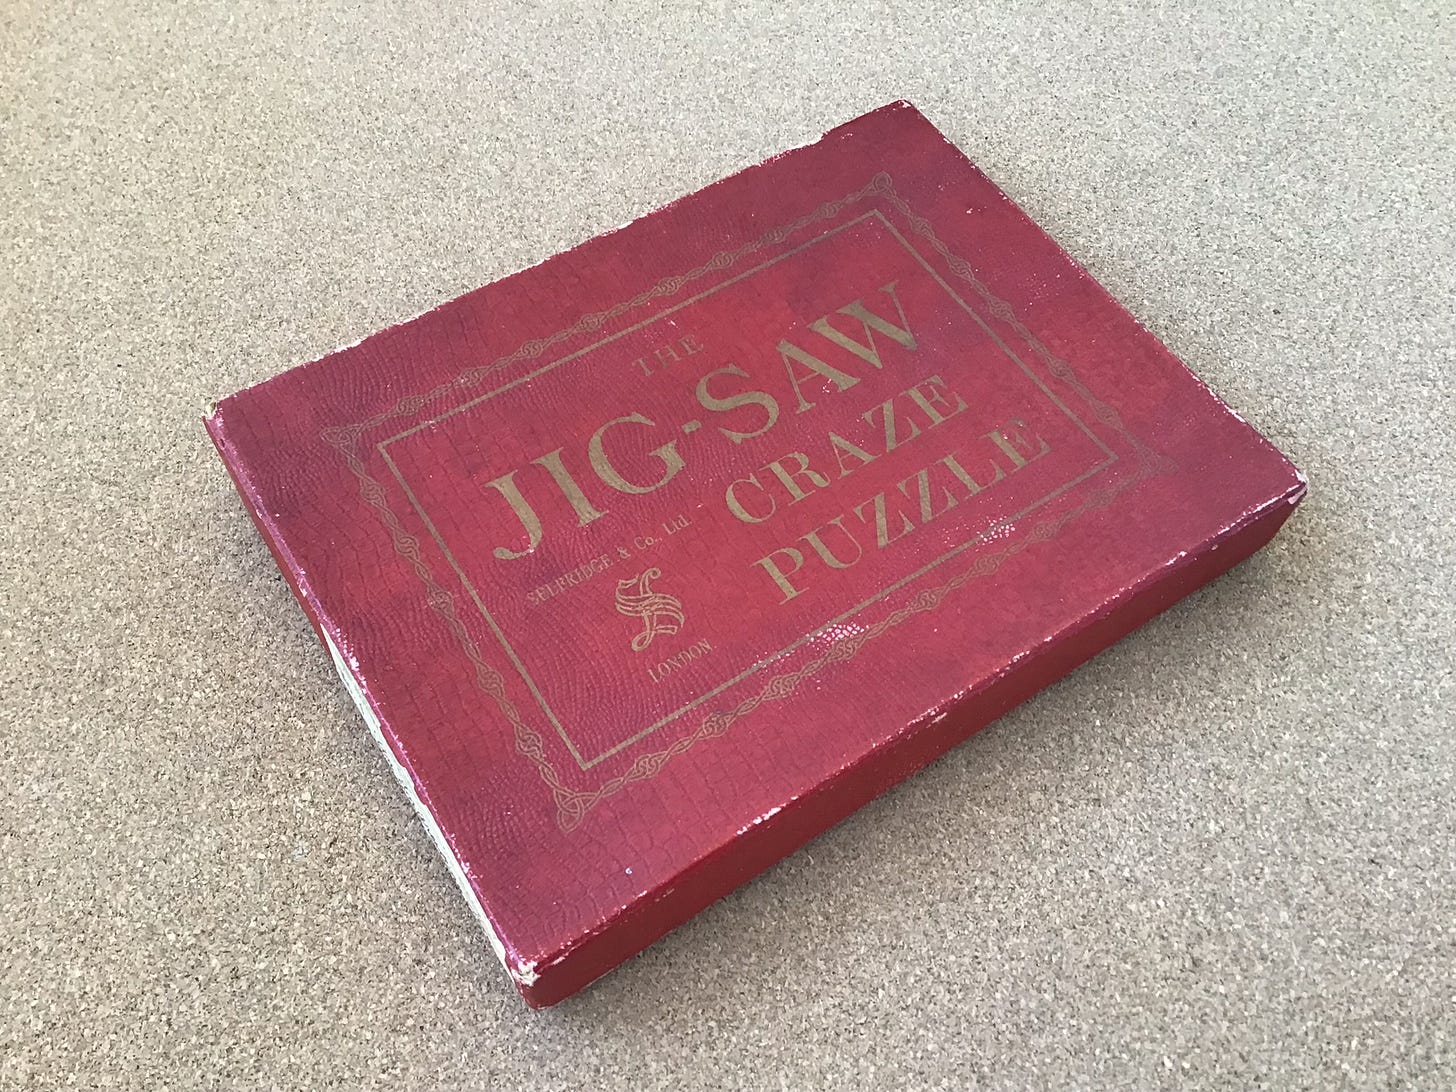 THE
JIG-SAW
CRAZE
PUZZLE
SELFRIDGE & Co., Ltd.
S
LONDON.